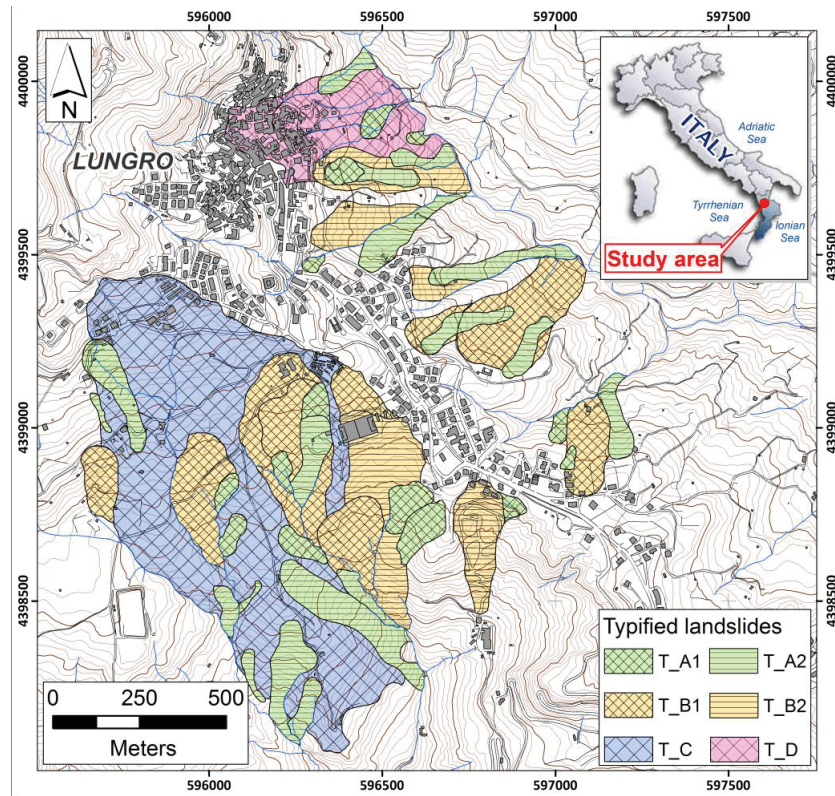 596000 596500 597000 597500
4400000
4399500
4399000
4398500
N
LUNGRO
ITALY
Adriatic
Sea
Tyrrhenian
Sea
Ionian
Sea
Study area
Typified landslides
T_A1 T_A2
T_B1 T_B2
T_C T_D
0 250 500
Meters
4400000
4399500
4399000
4398500
596000 596500 597000 597500